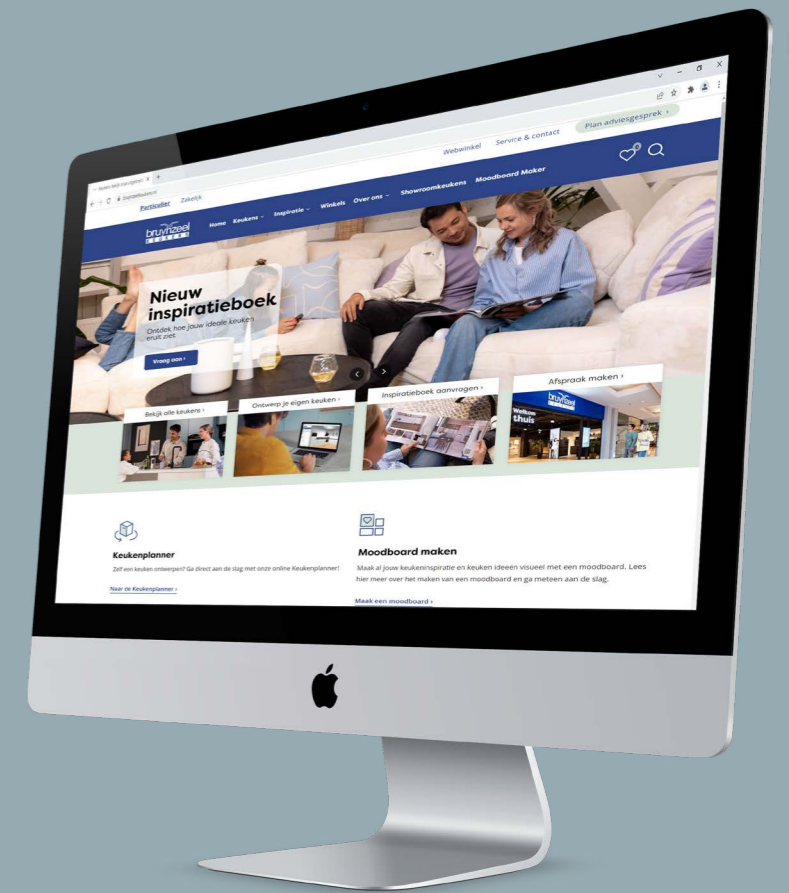 Particulier Zakelijk
Webwinkel Service & contact Plan adviesgesprek ›
bruynzeel
KEUKENS
Home Keukens Inspiratie Winkels Over ons Showroomkeukens Moodboard Maker
0
Nieuw
inspiratieboek
Ontdek hoe jouw ideale keuken
eruit ziet
Vraag aan ›
Bekijk alle keukens ›
Ontwerp je eigen keuken ›
Inspiratieboek aanvragen ›
Afspraak maken ›
bruynzeel
Welkom
thuis
Keukenplanner
Zelf een keuken ontwerpen? Ga direct aan de slag met onze online Keukenplanner!
Naar de Keukenplanner ›
Moodboard maken
Maak al jouw keukeninspiratie en keuken ideeën visueel met een moodboard. Lees
hier meer over het maken van een moodboard en ga meteen aan de slag.
Maak een moodboard ›